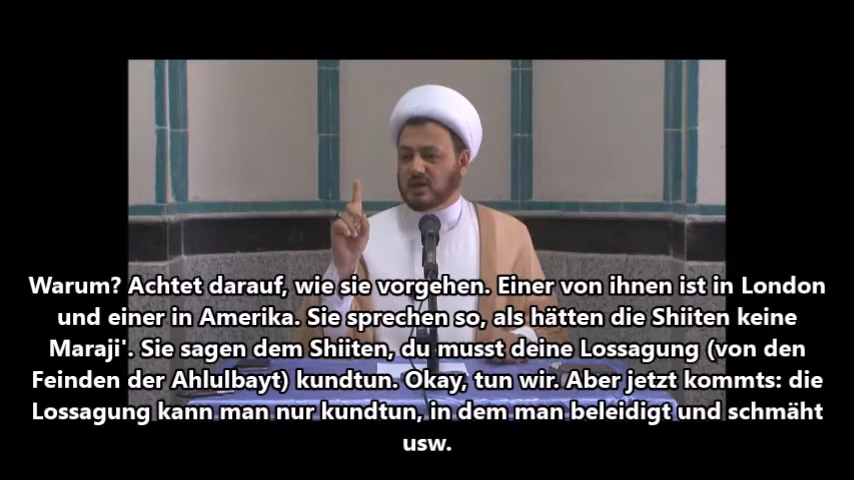 Warum? Achtet darauf, wie sie vorgehen. Einer von ihnen ist in London
und einer in Amerika. Sie sprechen so, als hätten die Shiiten keine
Maraji'. Sie sagen dem Shiiten, du musst deine Lossagung (von den
Feinden der Ahlulbayt) kundtun. Okay, tun wir. Aber jetzt kommts: die
Lossagung kann man nur kundtun, in dem man beleidigt und schmäht
usw.